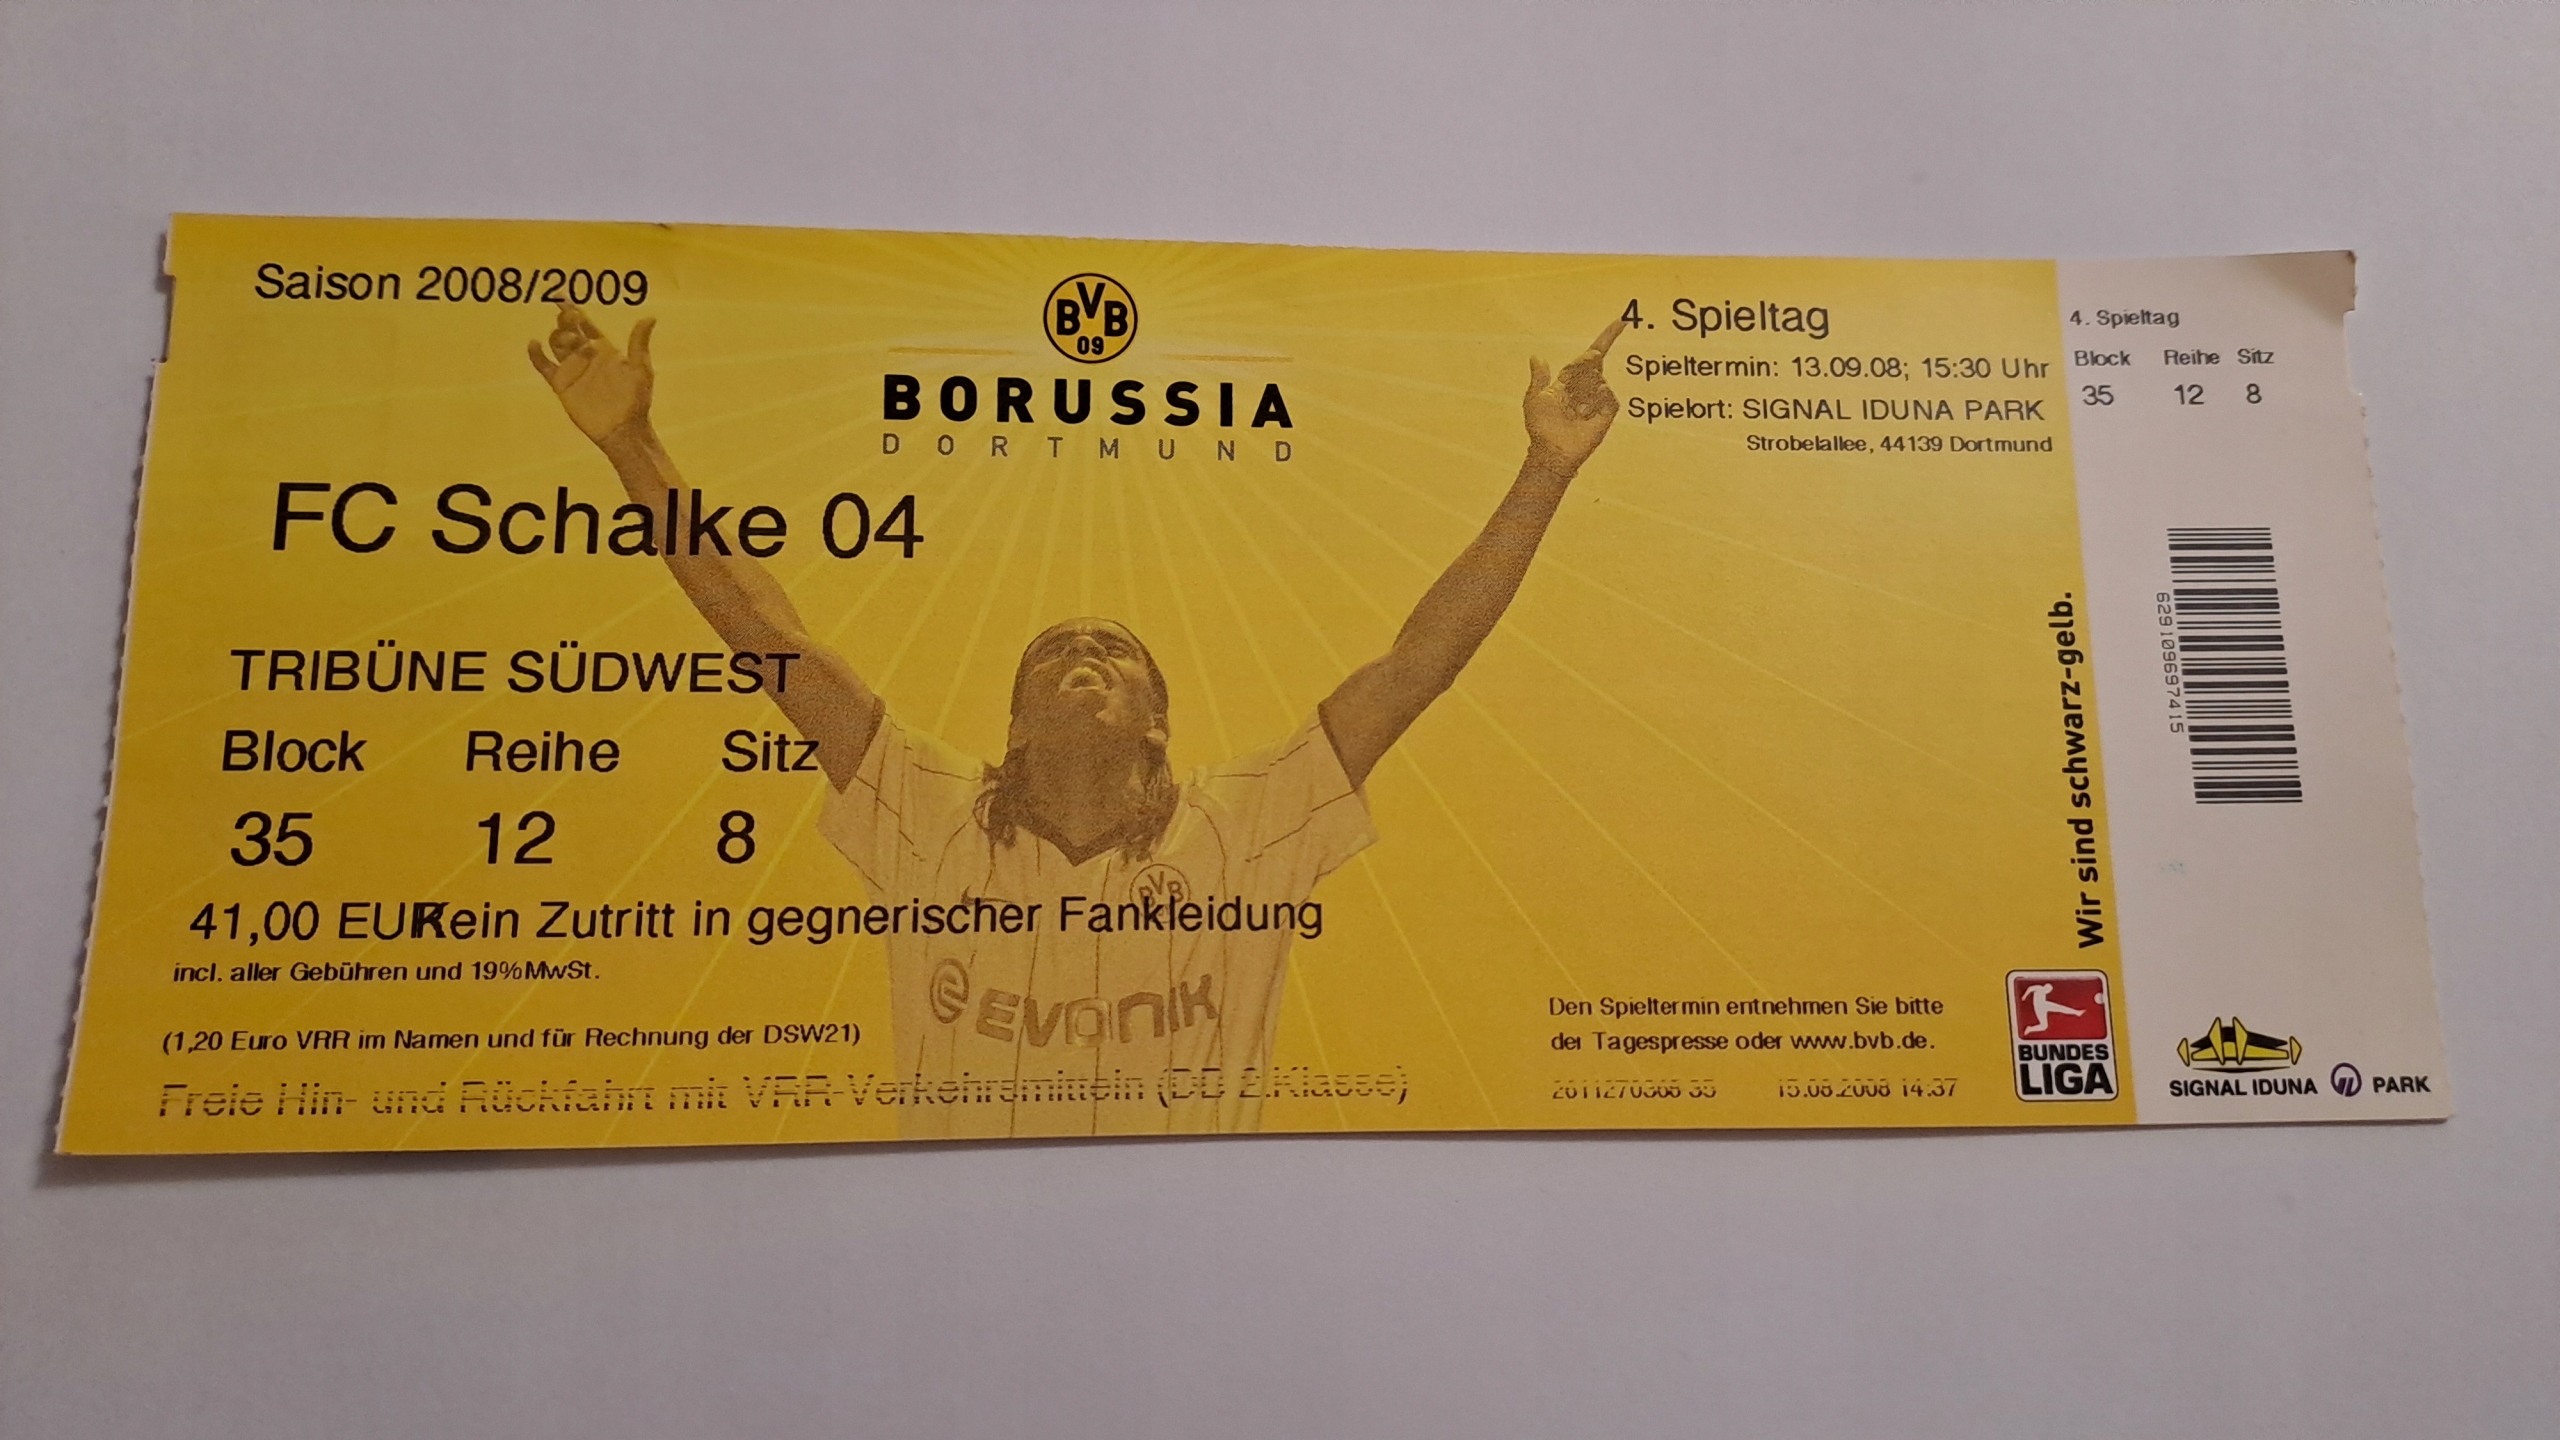 Saison 2008/2009
BVB
09
BORUSSIA
DORTMUND
4. Spieltag
Spieltermin: 13.09.08; 15:30 Uhr
Spielort: SIGNAL IDUNA PARK
Strobelallee, 44139 Dortmund
FC Schalke 04
TRIBÜNE SÜDWEST
Block Reihe Sitz
35 12 8
41,00 EUR Kein Zutritt in gegnerischer Fankleidung
incl. aller Gebühren und 19%MwSt.
(1,20 Euro VRR im Namen und für Rechnung der DSW21)
Freie Hin- und Rückfahrt mit VRR-Verkehrsmitteln (DB 2.Klasse)
BVB
evonik
Den Spieltermin entnehmen Sie bitte
der Tagespresse oder www.bvb.de.
15.08.2008 14:37
Wir sind schwarz-gelb.
BUNDES
LIGA
4. Spieltag
Block Reihe Sitz
35 12 8
629109697415
SIGNAL IDUNA PARK